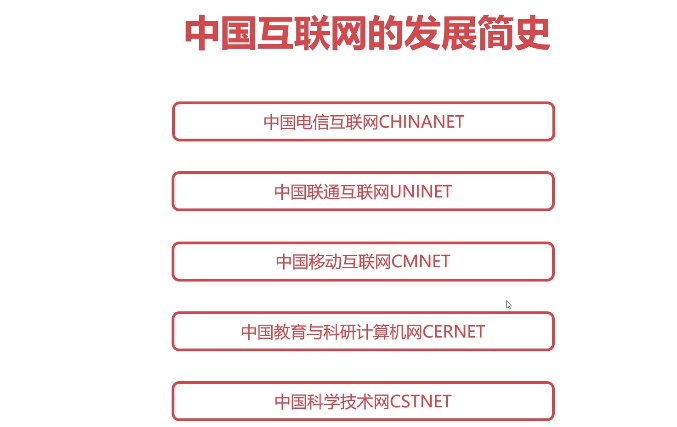 中国互联网的发展简史
中国电信互联网CHINANET
中国联通互联网UNINET
中国移动互联网CMNET
中国教育与科研计算机网CERNET
中国科学技术网CSTNET